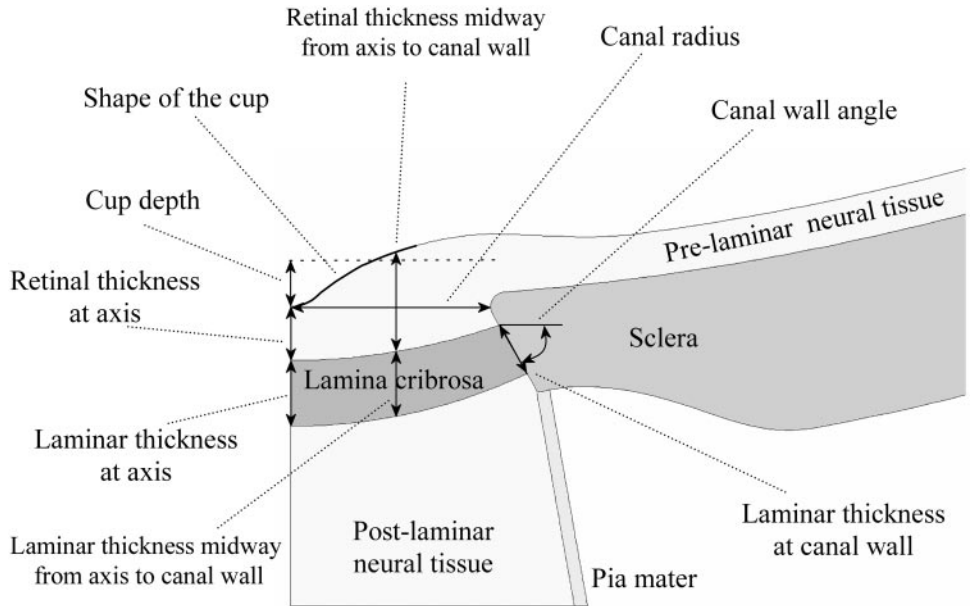 Retinal thickness midway
from axis to canal wall
Canal radius
Shape of the cup
Canal wall angle
Cup depth
Pre-laminar neural tissue
Retinal thickness
at axis
Sclera
Lamina cribrosa
Laminar thickness
at axis
Laminar thickness
at canal wall
Post-laminar
neural tissue
Laminar thickness midway
from axis to canal wall
Pia mater